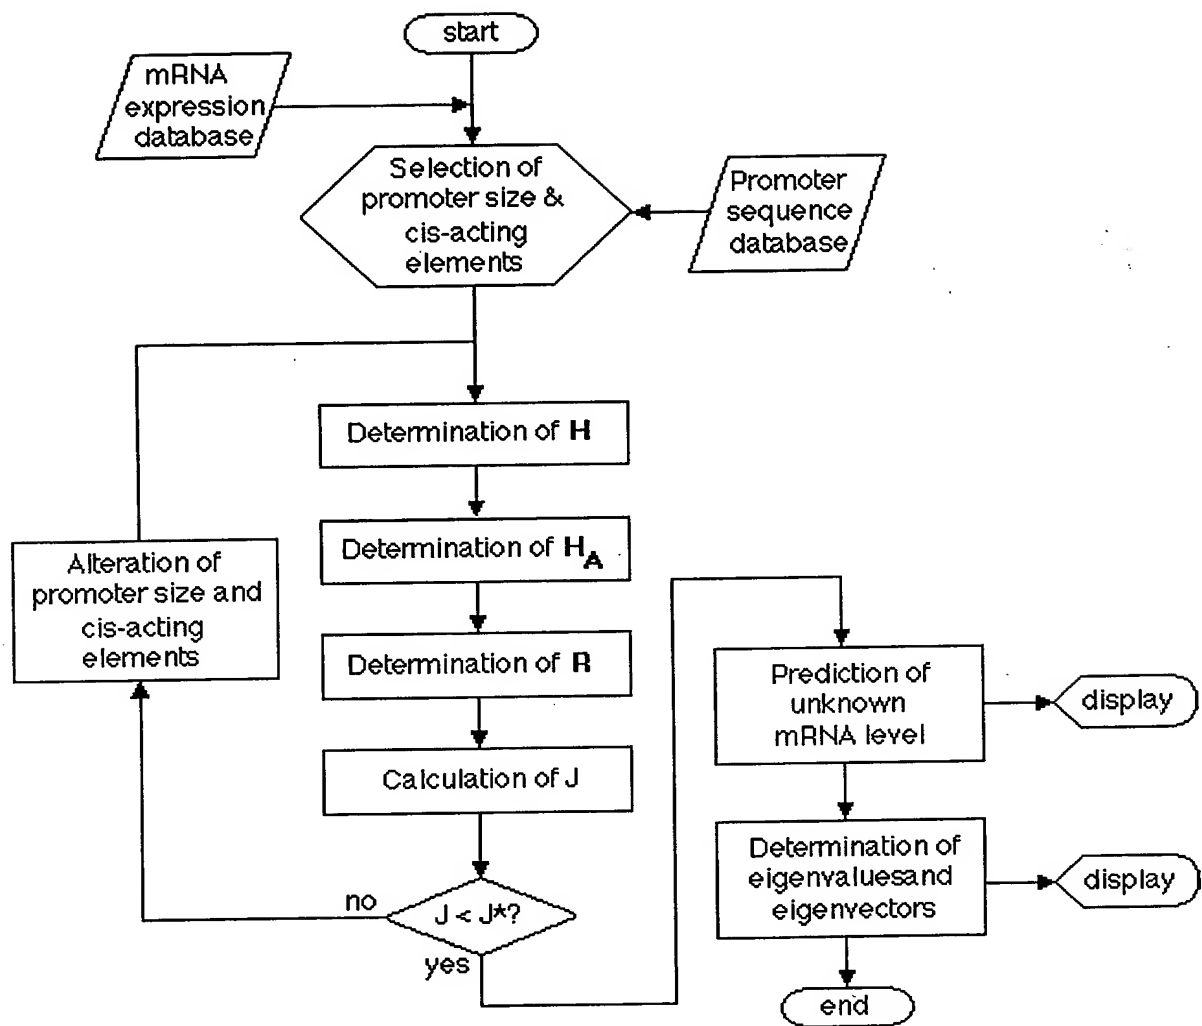 start
mRNA
expression
database
Selection of
promoter size &
cis-acting
elements
Promoter
sequence
database
Determination of H
Determination of H_A
Alteration of
promoter size and
cis-acting
elements
Determination of R
Calculation of J
J < J*?
no
yes
Prediction of
unknown
mRNA level
display
Determination of
eigenvaluesand
eigenvectors
display
end